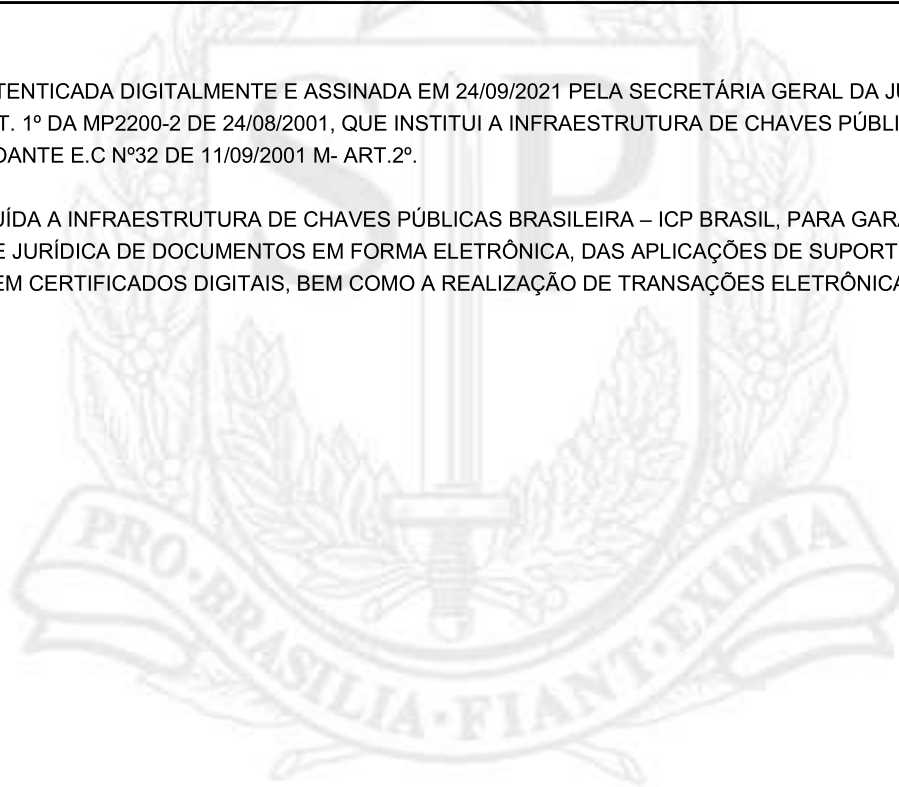 TENTICADA DIGITALMENTE E ASSINADA EM 24/09/2021 PELA SECRETÁRIA GERAL DA JU
T. 1º DA MP2200-2 DE 24/08/2001, QUE INSTITUI A INFRAESTRUTURA DE CHAVES PÚBLI
DANTE E.C Nº32 DE 11/09/2001 M- ART.2º.
UÍDA A INFRAESTRUTURA DE CHAVES PÚBLICAS BRASILEIRA – ICP BRASIL, PARA GARA
E JURÍDICA DE DOCUMENTOS EM FORMA ELETRÔNICA, DAS APLICAÇÕES DE SUPORT
EM CERTIFICADOS DIGITAIS, BEM COMO A REALIZAÇÃO DE TRANSAÇÕES ELETRÔNICA
SP
PRO·BRASILIA·FIANT·EXIMIA